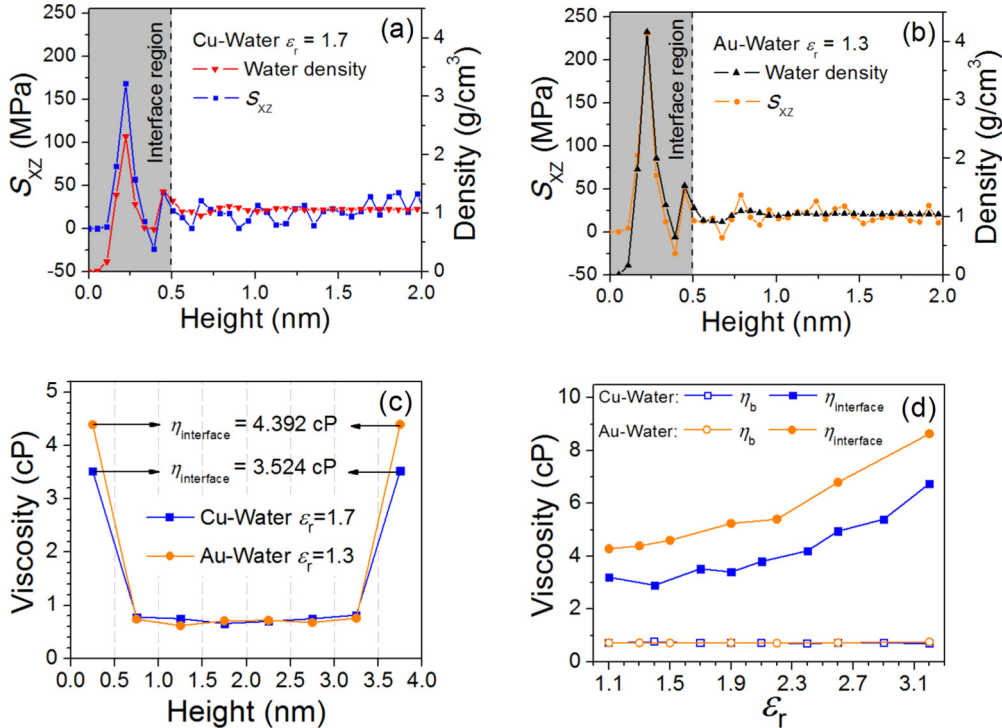 (a)
Cu-Water εr = 1.7
Water density
SXZ
Interface region
SXZ (MPa)
250
200
150
100
50
0
-50
Density (g/cm³)
4
3
2
1
0
0.0 0.5 1.0 1.5 2.0
Height (nm)
(b)
Au-Water εr = 1.3
Water density
SXZ
Interface region
SXZ (MPa)
250
200
150
100
50
0
-50
Density (g/cm³)
4
3
2
1
0
0.0 0.5 1.0 1.5 2.0
Height (nm)
(c)
ηinterface = 4.392 cP
ηinterface = 3.524 cP
Cu-Water εr=1.7
Au-Water εr=1.3
Viscosity (cP)
5
4
3
2
1
0
0.0 0.5 1.0 1.5 2.0 2.5 3.0 3.5 4.0
Height (nm)
(d)
Cu-Water: ηb ηinterface
Au-Water: ηb ηinterface
Viscosity (cP)
10
8
6
4
2
0
1.1 1.5 1.9 2.3 2.7 3.1
εr